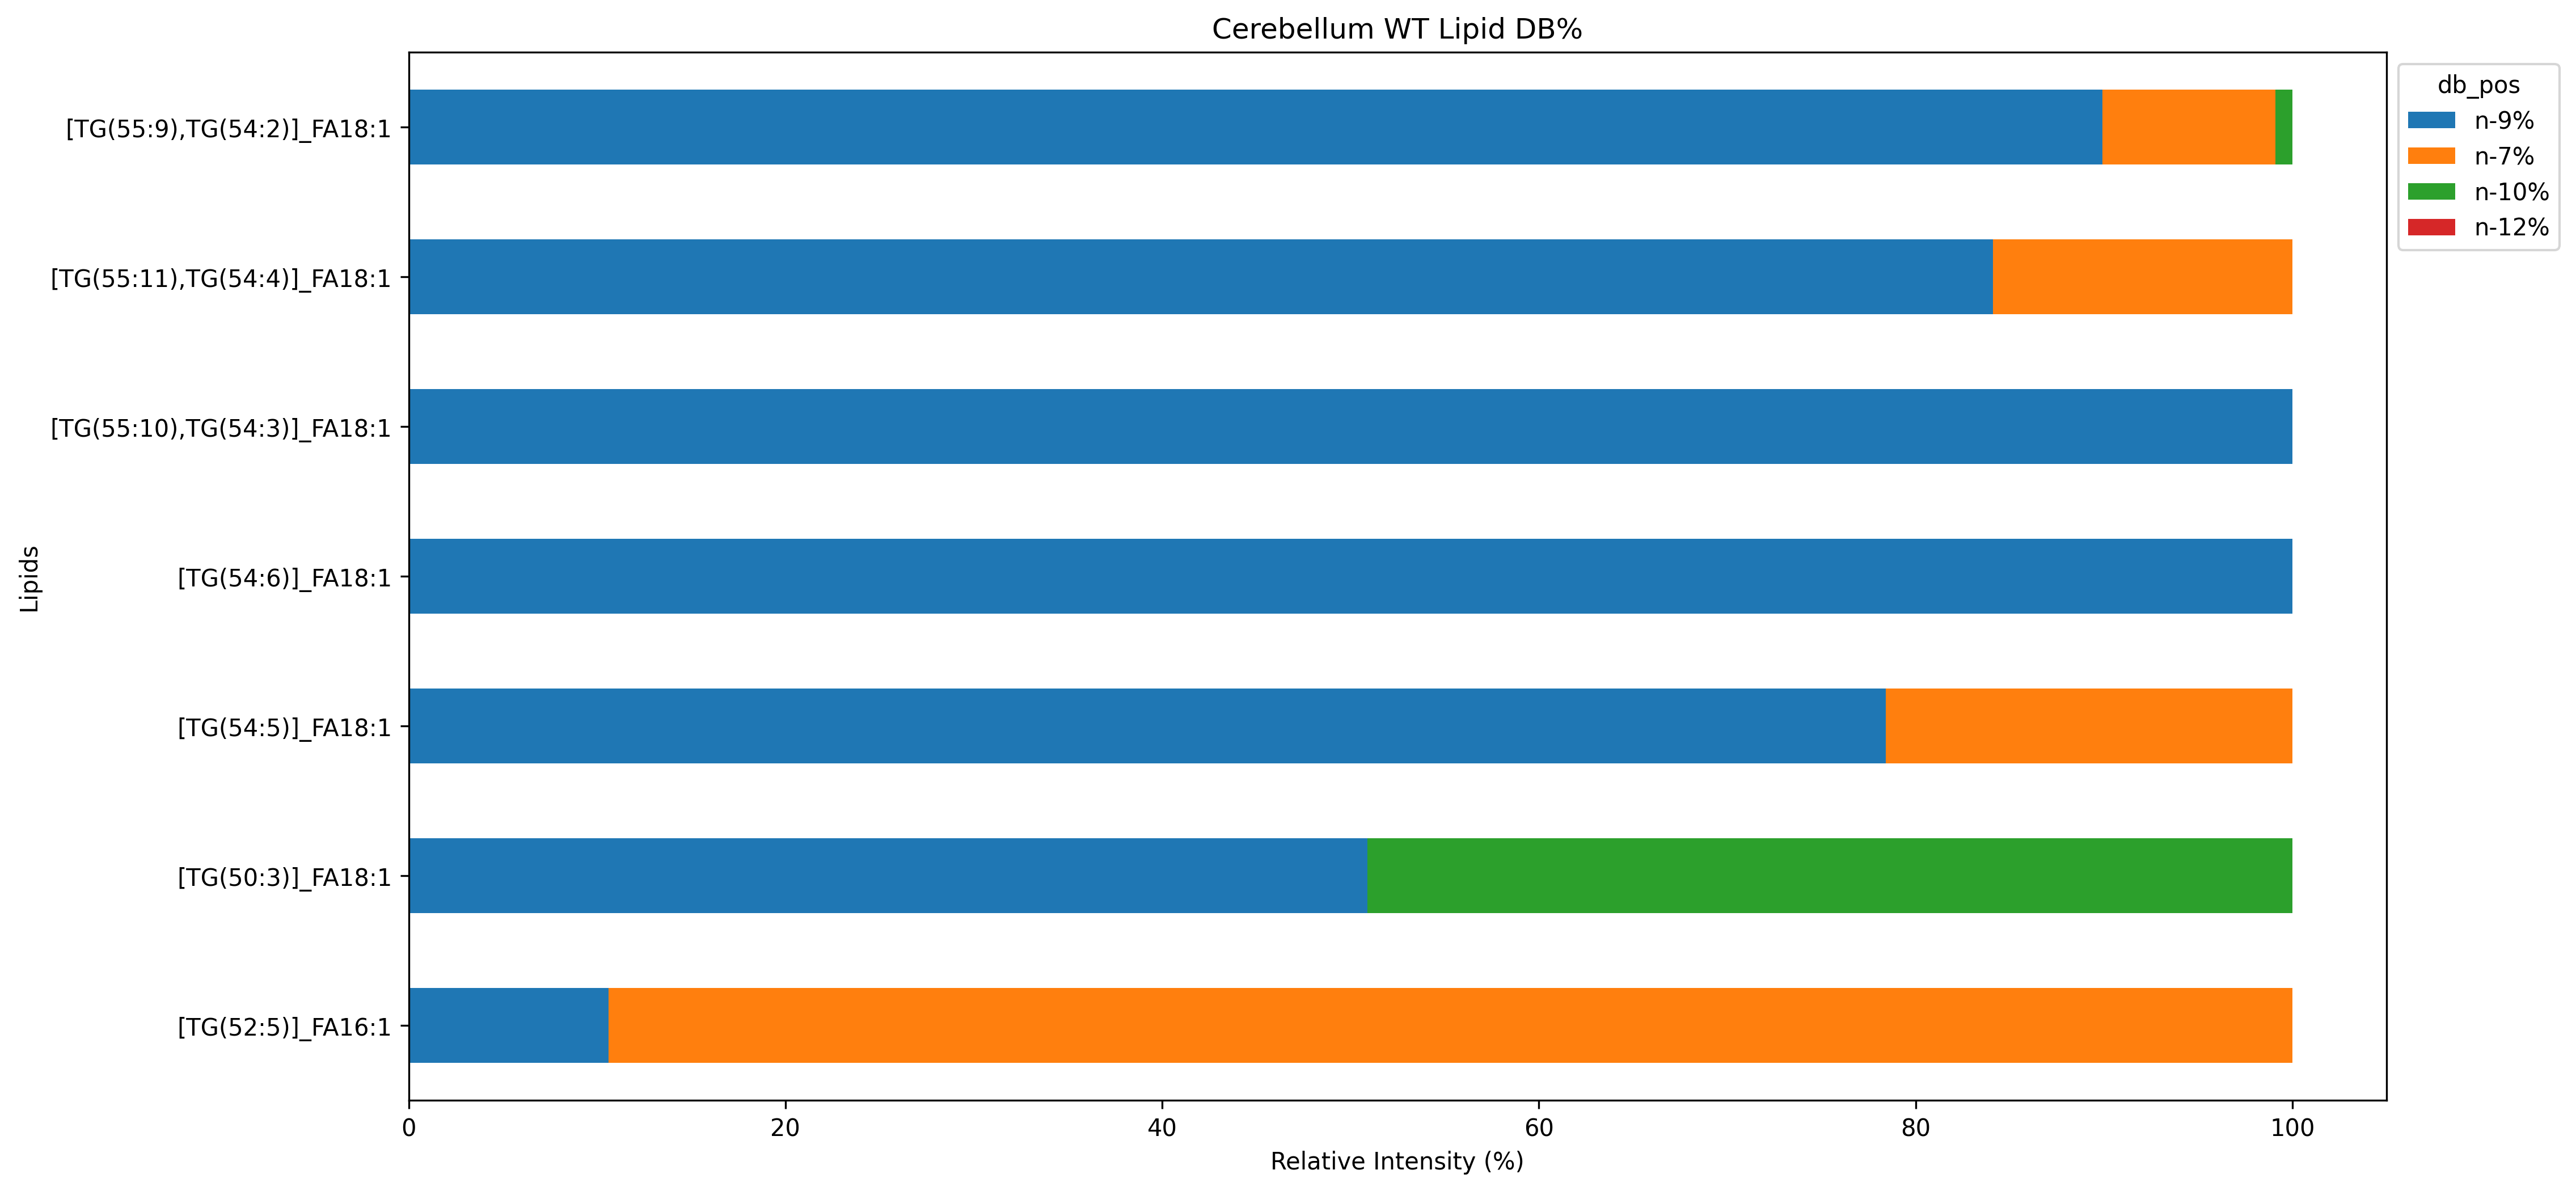 Cerebellum WT Lipid DB%
db_pos
n-9%
n-7%
n-10%
n-12%
Lipids
[TG(55:9),TG(54:2)]_FA18:1
[TG(55:11),TG(54:4)]_FA18:1
[TG(55:10),TG(54:3)]_FA18:1
[TG(54:6)]_FA18:1
[TG(54:5)]_FA18:1
[TG(50:3)]_FA18:1
[TG(52:5)]_FA16:1
0 20 40 60 80 100
Relative Intensity (%)